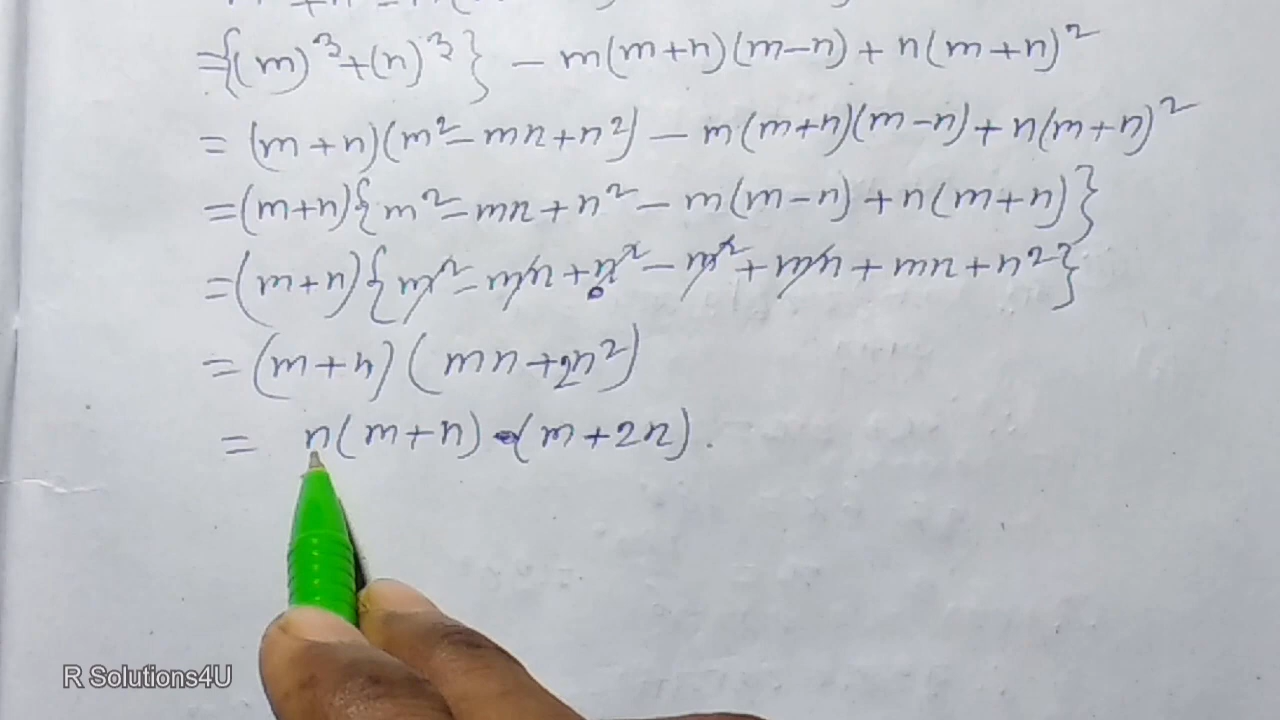 ={(m)³+(n)³} - m(m+n)(m-n)+n(m+n)²
= (m+n)(m²-mn+n²)-m(m+n)(m-n)+n(m+n)²
=(m+n){m²-mn+n²-m(m-n)+n(m+n)}
=(m+n){m²-mn+n²-m²+mn+mn+n²}
=(m+n)(mn+2n²)
= n(m+n)(m+2n).
R Solutions4U